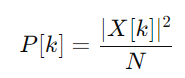 P[k] = |X[k]|² / N